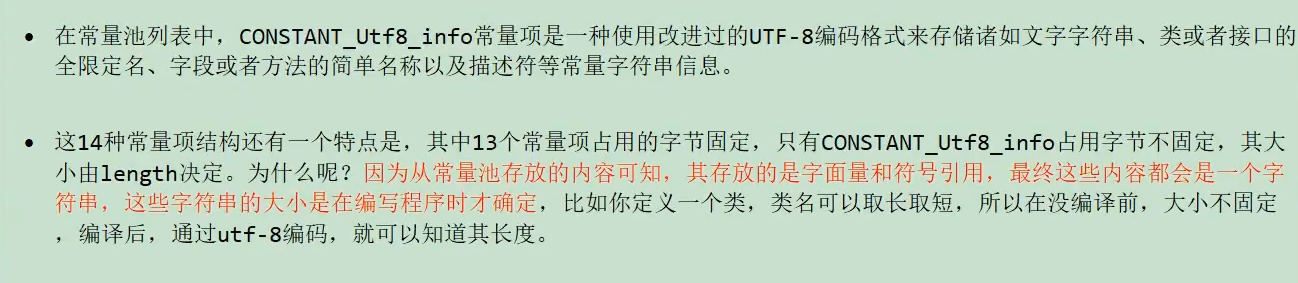 • 在常量池列表中，CONSTANT_Utf8_info常量项是一种使用改进过的UTF-8编码格式来存储诸如文字字符串、类或者接口的
全限定名、字段或者方法的简单名称以及描述符等常量字符串信息。
• 这14种常量项结构还有一个特点是，其中13个常量项占用的字节固定，只有CONSTANT_Utf8_info占用字节不固定，其大
小由length决定。为什么呢？因为从常量池存放的内容可知，其存放的是字面量和符号引用，最终这些内容都会是一个字
符串，这些字符串的大小是在编写程序时才确定，比如你定义一个类，类名可以取长取短，所以在没编译前，大小不固定
，编译后，通过utf-8编码，就可以知道其长度。